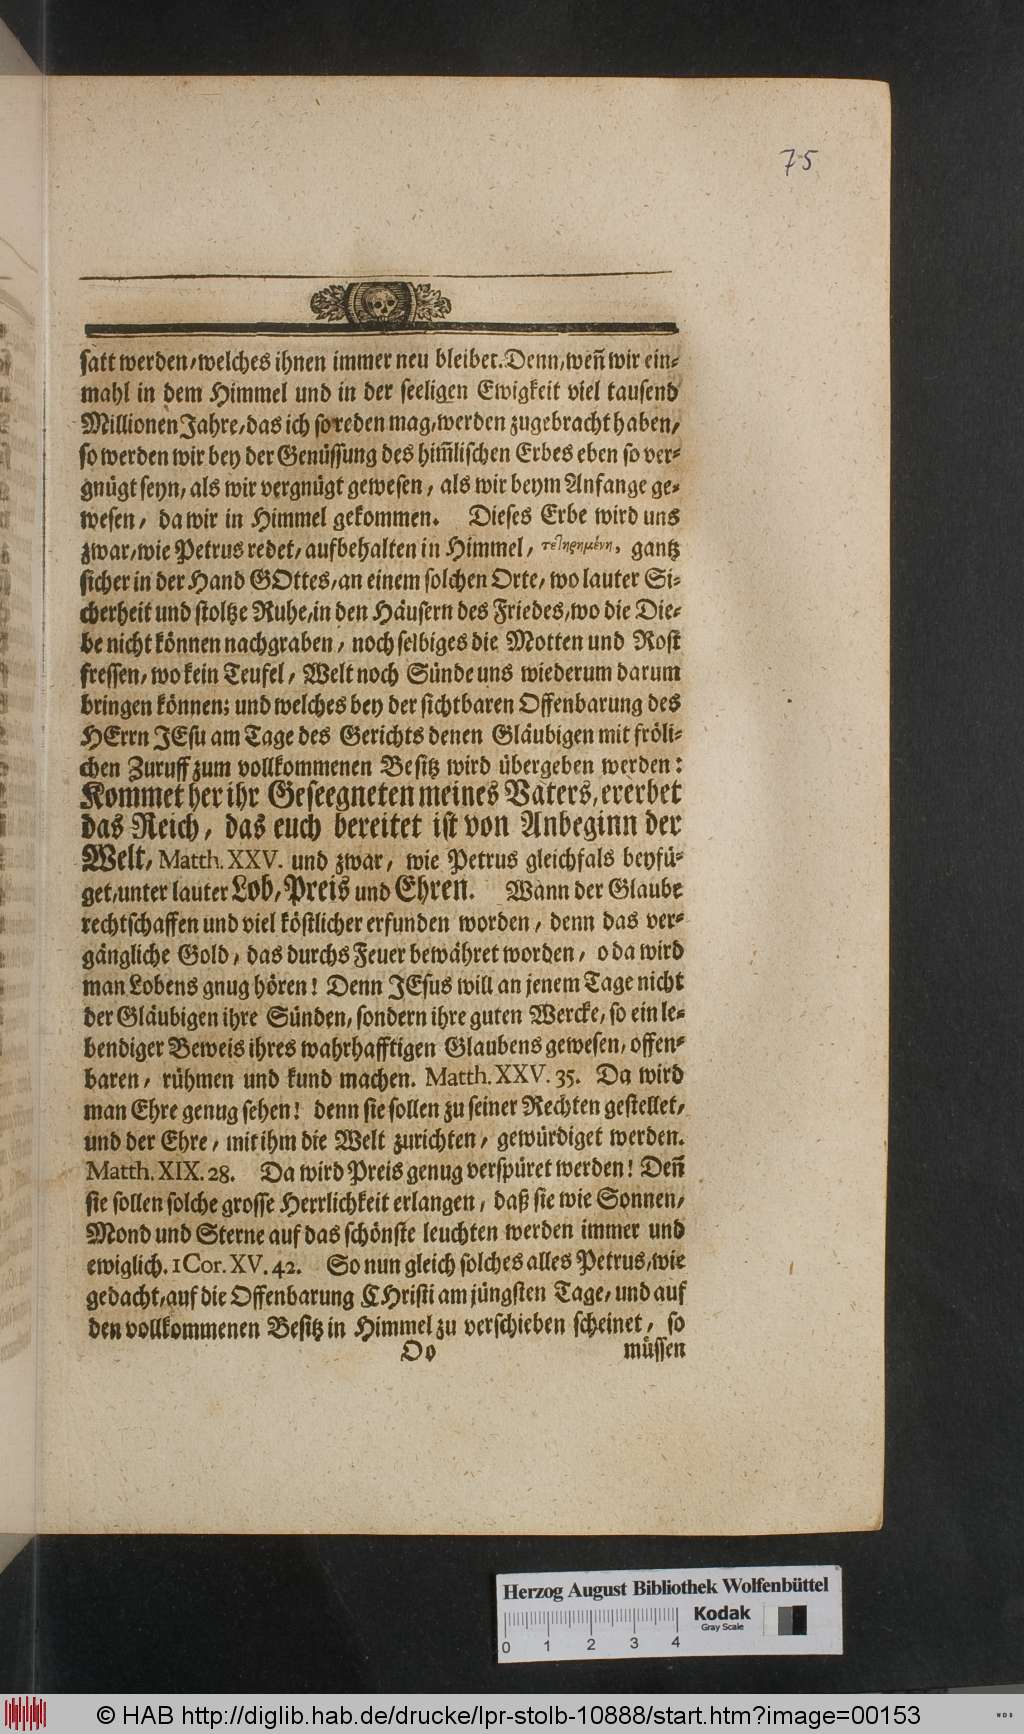 75
satt werden/welches ihnen immer neu bleibet. Denn/weñ wir ein-
mahl in dem Himmel und in der seeligen Ewigkeit viel tausend
Millionen Jahre/das ich so reden mag/werden zugebracht haben/
so werden wir bey der Genüssung des him̃lischen Erbes eben so ver-
gnügt seyn/als wir vergnügt gewesen/als wir beym Anfange ge-
wesen/da wir in Himmel gekommen. Dieses Erbe wird uns
zwar/wie Petrus redet/aufbehalten in Himmel/τετηρημένη, gantz
sicher in der Hand GOttes/an einem solchen Orte/wo lauter Si-
cherheit und stoltze Ruhe/in den Häusern des Friedes/wo die Die-
be nicht können nachgraben/noch selbiges die Motten und Rost
fressen/wo kein Teufel/Welt noch Sünde uns wiederum darum
bringen können; und welches bey der sichtbaren Offenbarung des
HErrn JEsu am Tage des Gerichts denen Gläubigen mit fröli-
chen Zuruff zum vollkommenen Besitz wird übergeben werden:
Kommet her ihr Geseegneten meines Vaters, ererbet
das Reich/das euch bereitet ist von Anbeginn der
Welt/Matth. XXV. und zwar/wie Petrus gleichfals beyfü-
get/unter lauter Lob/Preis und Ehren. Wann der Glaube
rechtschaffen und viel köstlicher erfunden worden/denn das ver-
gängliche Gold/das durchs Feuer bewähret worden/o da wird
man Lobens gnug hören! Denn JEsus will an jenem Tage nicht
der Gläubigen ihre Sünden/sondern ihre guten Wercke/so ein le-
bendiger Beweis ihres wahrhafftigen Glaubens gewesen/offen-
baren/rühmen und kund machen. Matth. XXV. 35. Da wird
man Ehre genug sehen! denn sie sollen zu seiner Rechten gestellet/
und der Ehre/mit ihm die Welt zurichten/gewürdiget werden.
Matth. XIX. 28. Da wird Preis genug verspüret werden! Deñ
sie sollen solche grosse Herrlichkeit erlangen/daß sie wie Sonnen/
Mond und Sterne auf das schönste leuchten werden immer und
ewiglich. 1 Cor. XV. 42. So nun gleich solches alles Petrus/wie
gedacht/auf die Offenbarung CHristi am jüngsten Tage/und auf
den vollkommenen Besitz in Himmel zu verschieben scheinet/so
Oo müssen
Herzog August Bibliothek Wolfenbüttel
0 1 2 3 4
Kodak
Gray Scale
© HAB http://diglib.hab.de/drucke/lpr-stolb-10888/start.htm?image=00153